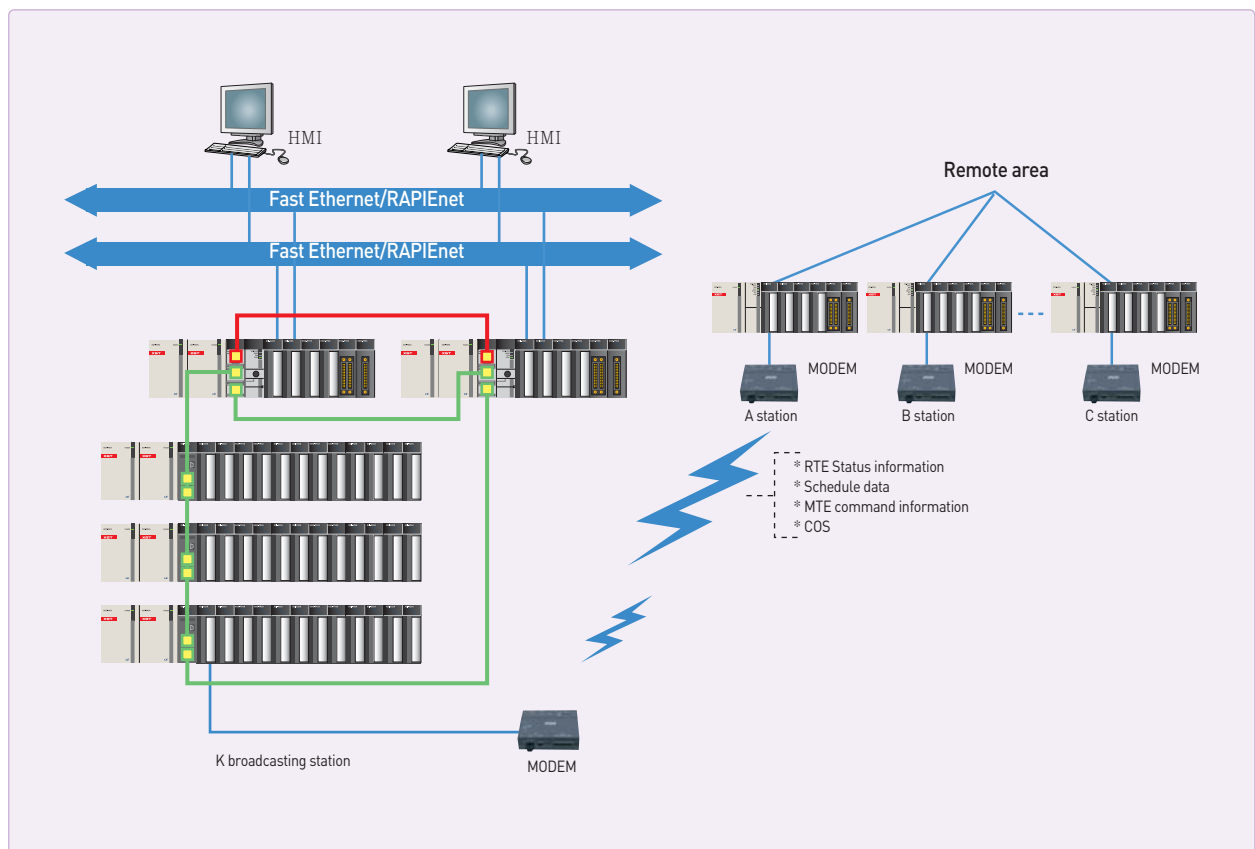 HMI
HMI
Fast Ethernet/RAPIEnet
Fast Ethernet/RAPIEnet
Remote area
MODEM
MODEM
MODEM
A station
B station
C station
* RTE Status information
* Schedule data
* MTE command information
* COS
K broadcasting station
MODEM